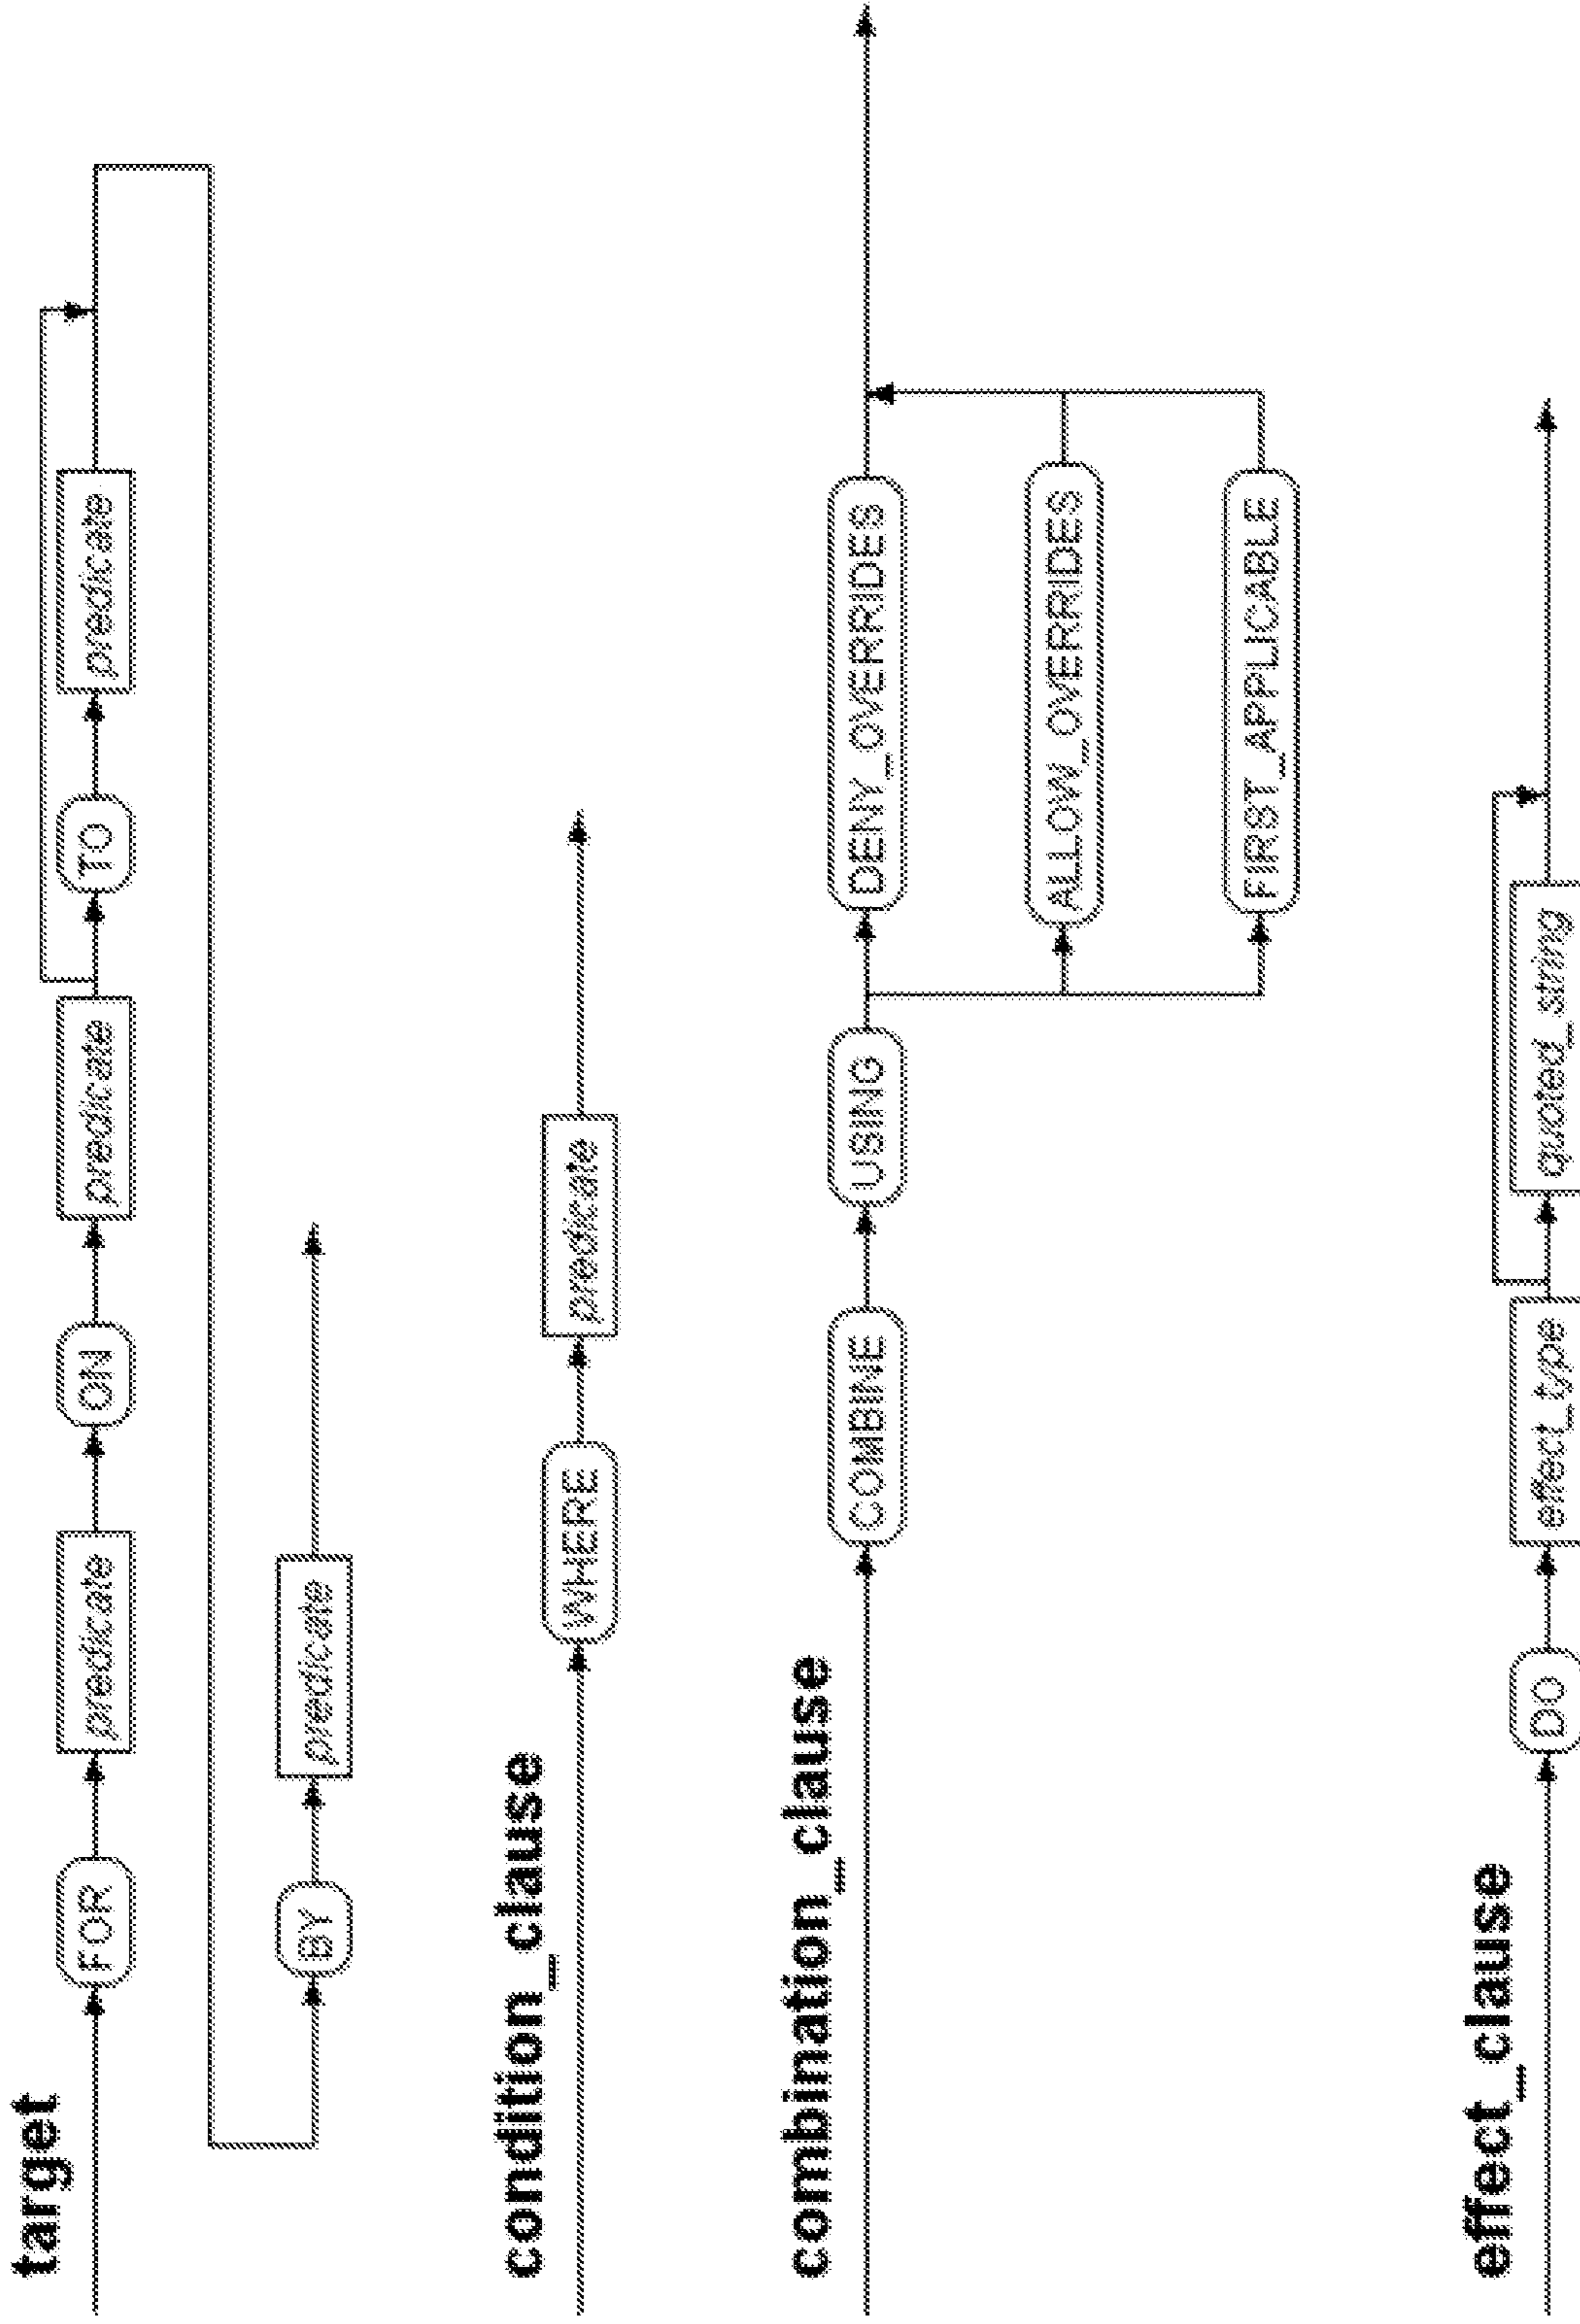 target
FOR predicate ON predicate TO predicate
BY predicate
condition_clause
WHERE predicate
combination_clause
COMBINE USING DENY_OVERRIDES
ALLOW_OVERRIDES
FIRST_APPLICABLE
effect_clause
DO effect_type quoted_string